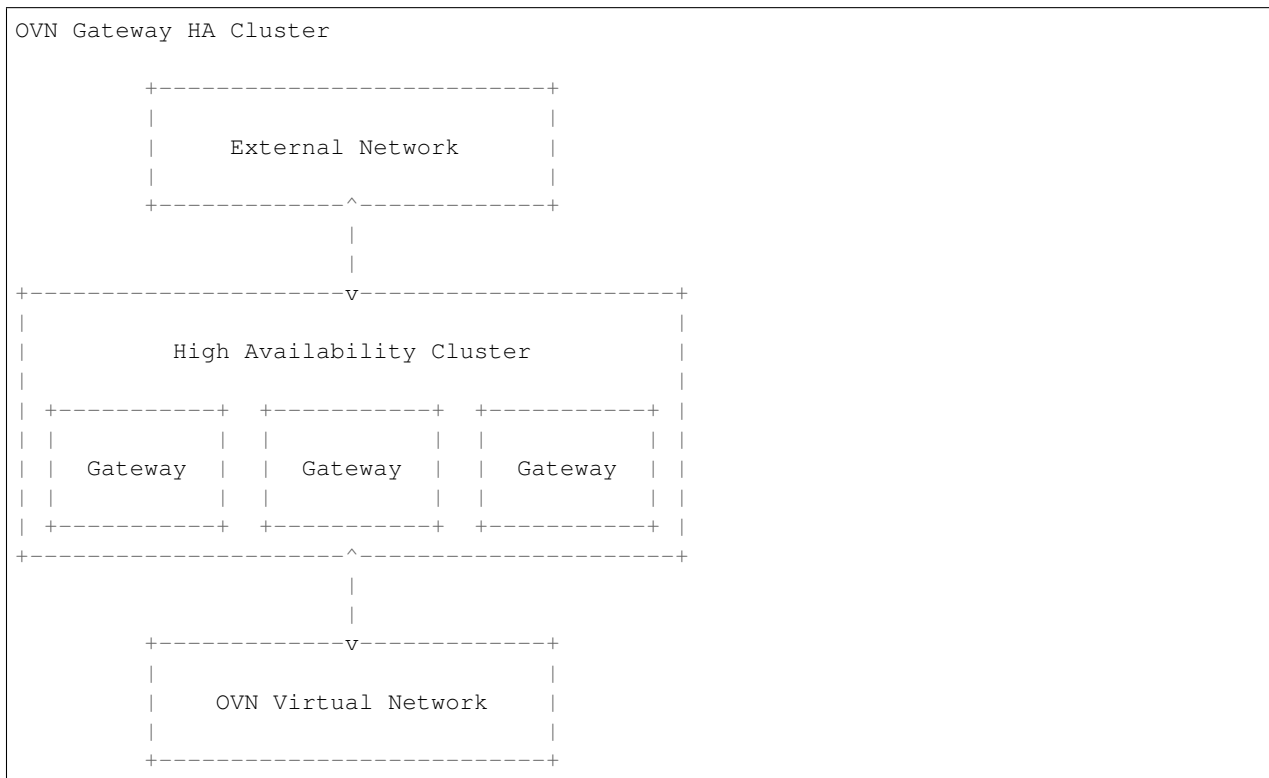 OVN Gateway HA Cluster
External Network
High Availability Cluster
Gateway Gateway Gateway
OVN Virtual Network